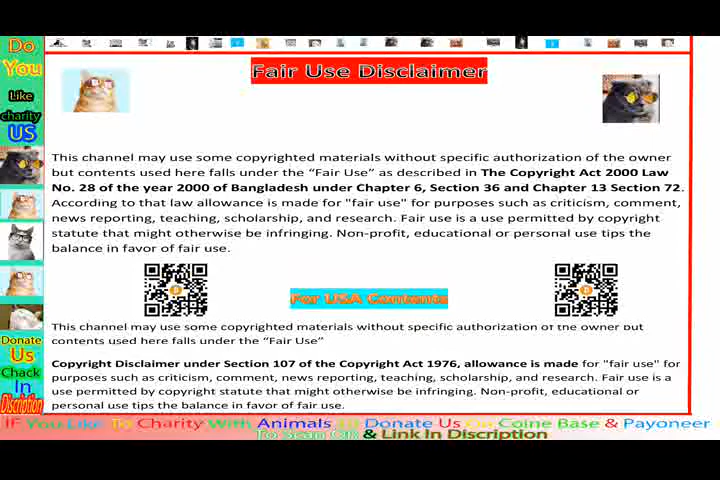 Do
You
Like
charity
US
Donate
Us
Chack
In
Discription
Fair Use Disclaimer
This channel may use some copyrighted materials without specific authorization of the owner
but contents used here falls under the “Fair Use” as described in The Copyright Act 2000 Law
No. 28 of the year 2000 of Bangladesh under Chapter 6, Section 36 and Chapter 13 Section 72.
According to that law allowance is made for "fair use" for purposes such as criticism, comment,
news reporting, teaching, scholarship, and research. Fair use is a use permitted by copyright
statute that might otherwise be infringing. Non-profit, educational or personal use tips the
balance in favor of fair use.
For USA Contents
This channel may use some copyrighted materials without specific authorization of the owner but
contents used here falls under the “Fair Use”
Copyright Disclaimer under Section 107 of the Copyright Act 1976, allowance is made for "fair use" for
purposes such as criticism, comment, news reporting, teaching, scholarship, and research. Fair use is a
use permitted by copyright statute that might otherwise be infringing. Non-profit, educational or
personal use tips the balance in favor of fair use.
IF You Like To Charity With Animals Donate Us On Coine Base & Payoneer
To Scan QR & Link In Discription